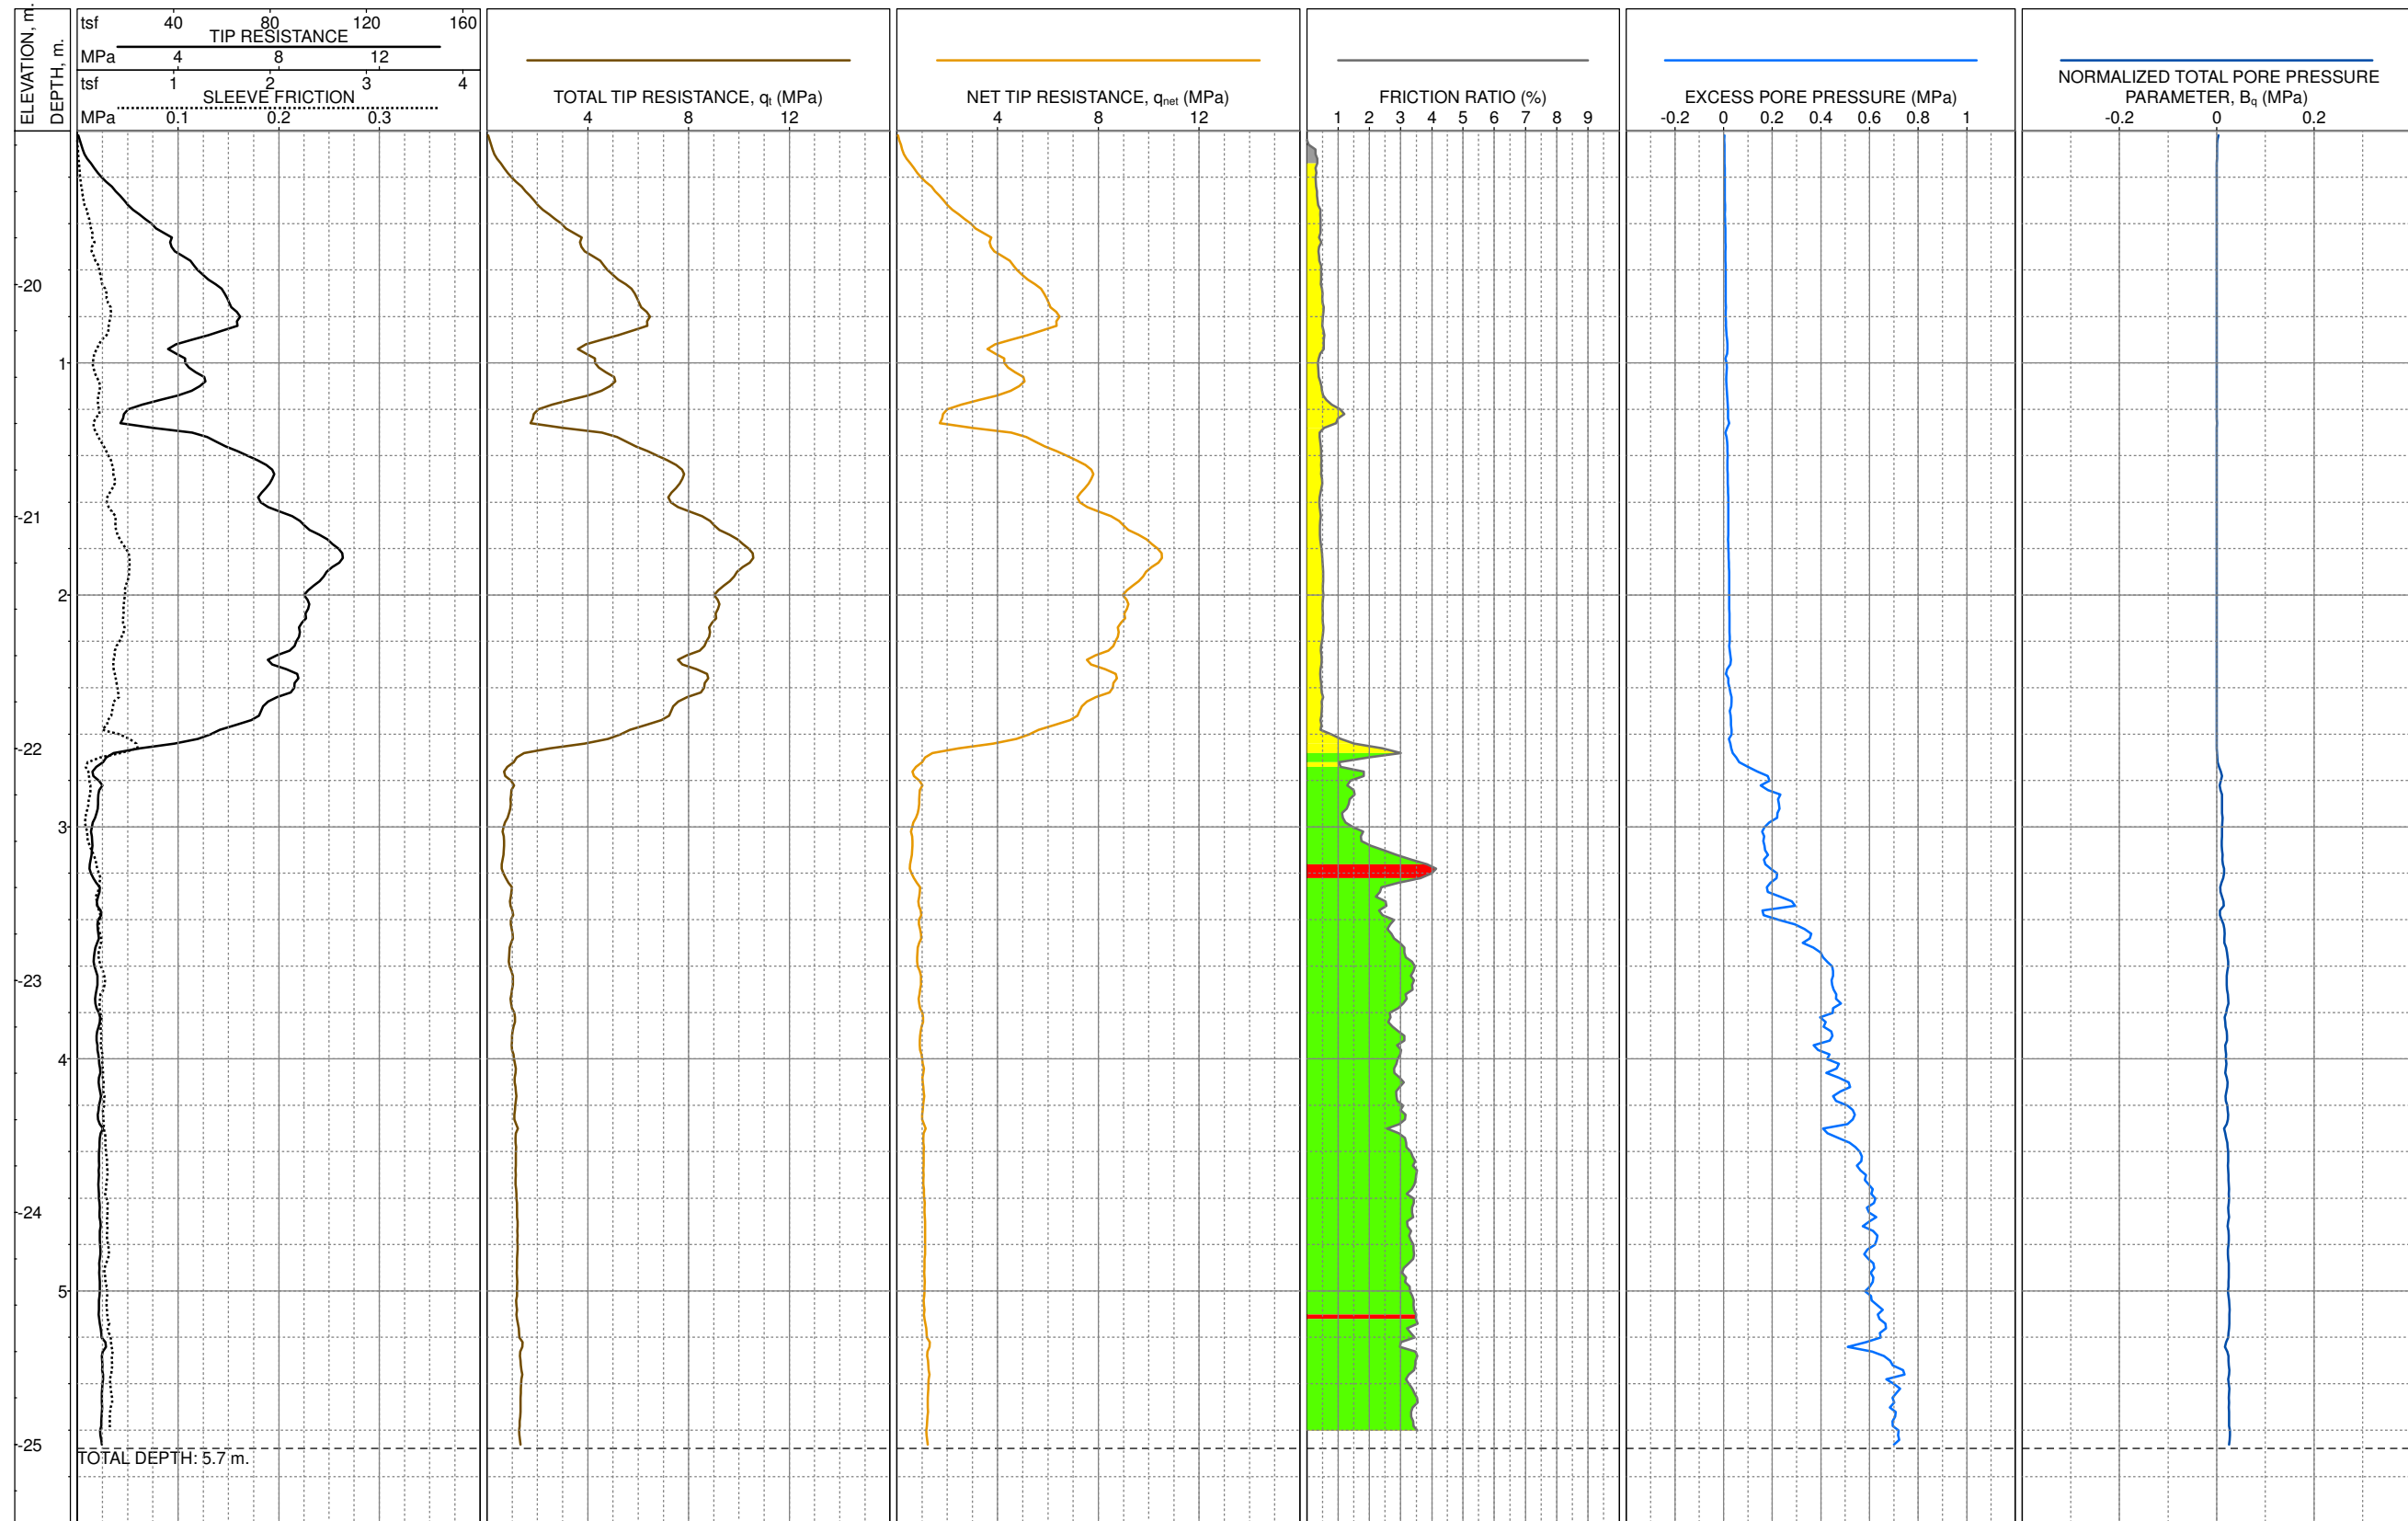 ELEVATION, m.
DEPTH, m.
tsf 40 80 120 160
TIP RESISTANCE
MPa 4 8 12
tsf 1 2 3 4
SLEEVE FRICTION
MPa 0.1 0.2 0.3
TOTAL TIP RESISTANCE, qt (MPa)
4 8 12
NET TIP RESISTANCE, qnet (MPa)
4 8 12
FRICTION RATIO (%)
1 2 3 4 5 6 7 8 9
EXCESS PORE PRESSURE (MPa)
-0.2 0 0.2 0.4 0.6 0.8 1
NORMALIZED TOTAL PORE PRESSURE
PARAMETER, Bq (MPa)
-0.2 0 0.2
-20
1
-21
2
-22
3
-23
4
-24
5
-25
TOTAL DEPTH: 5.7 m.